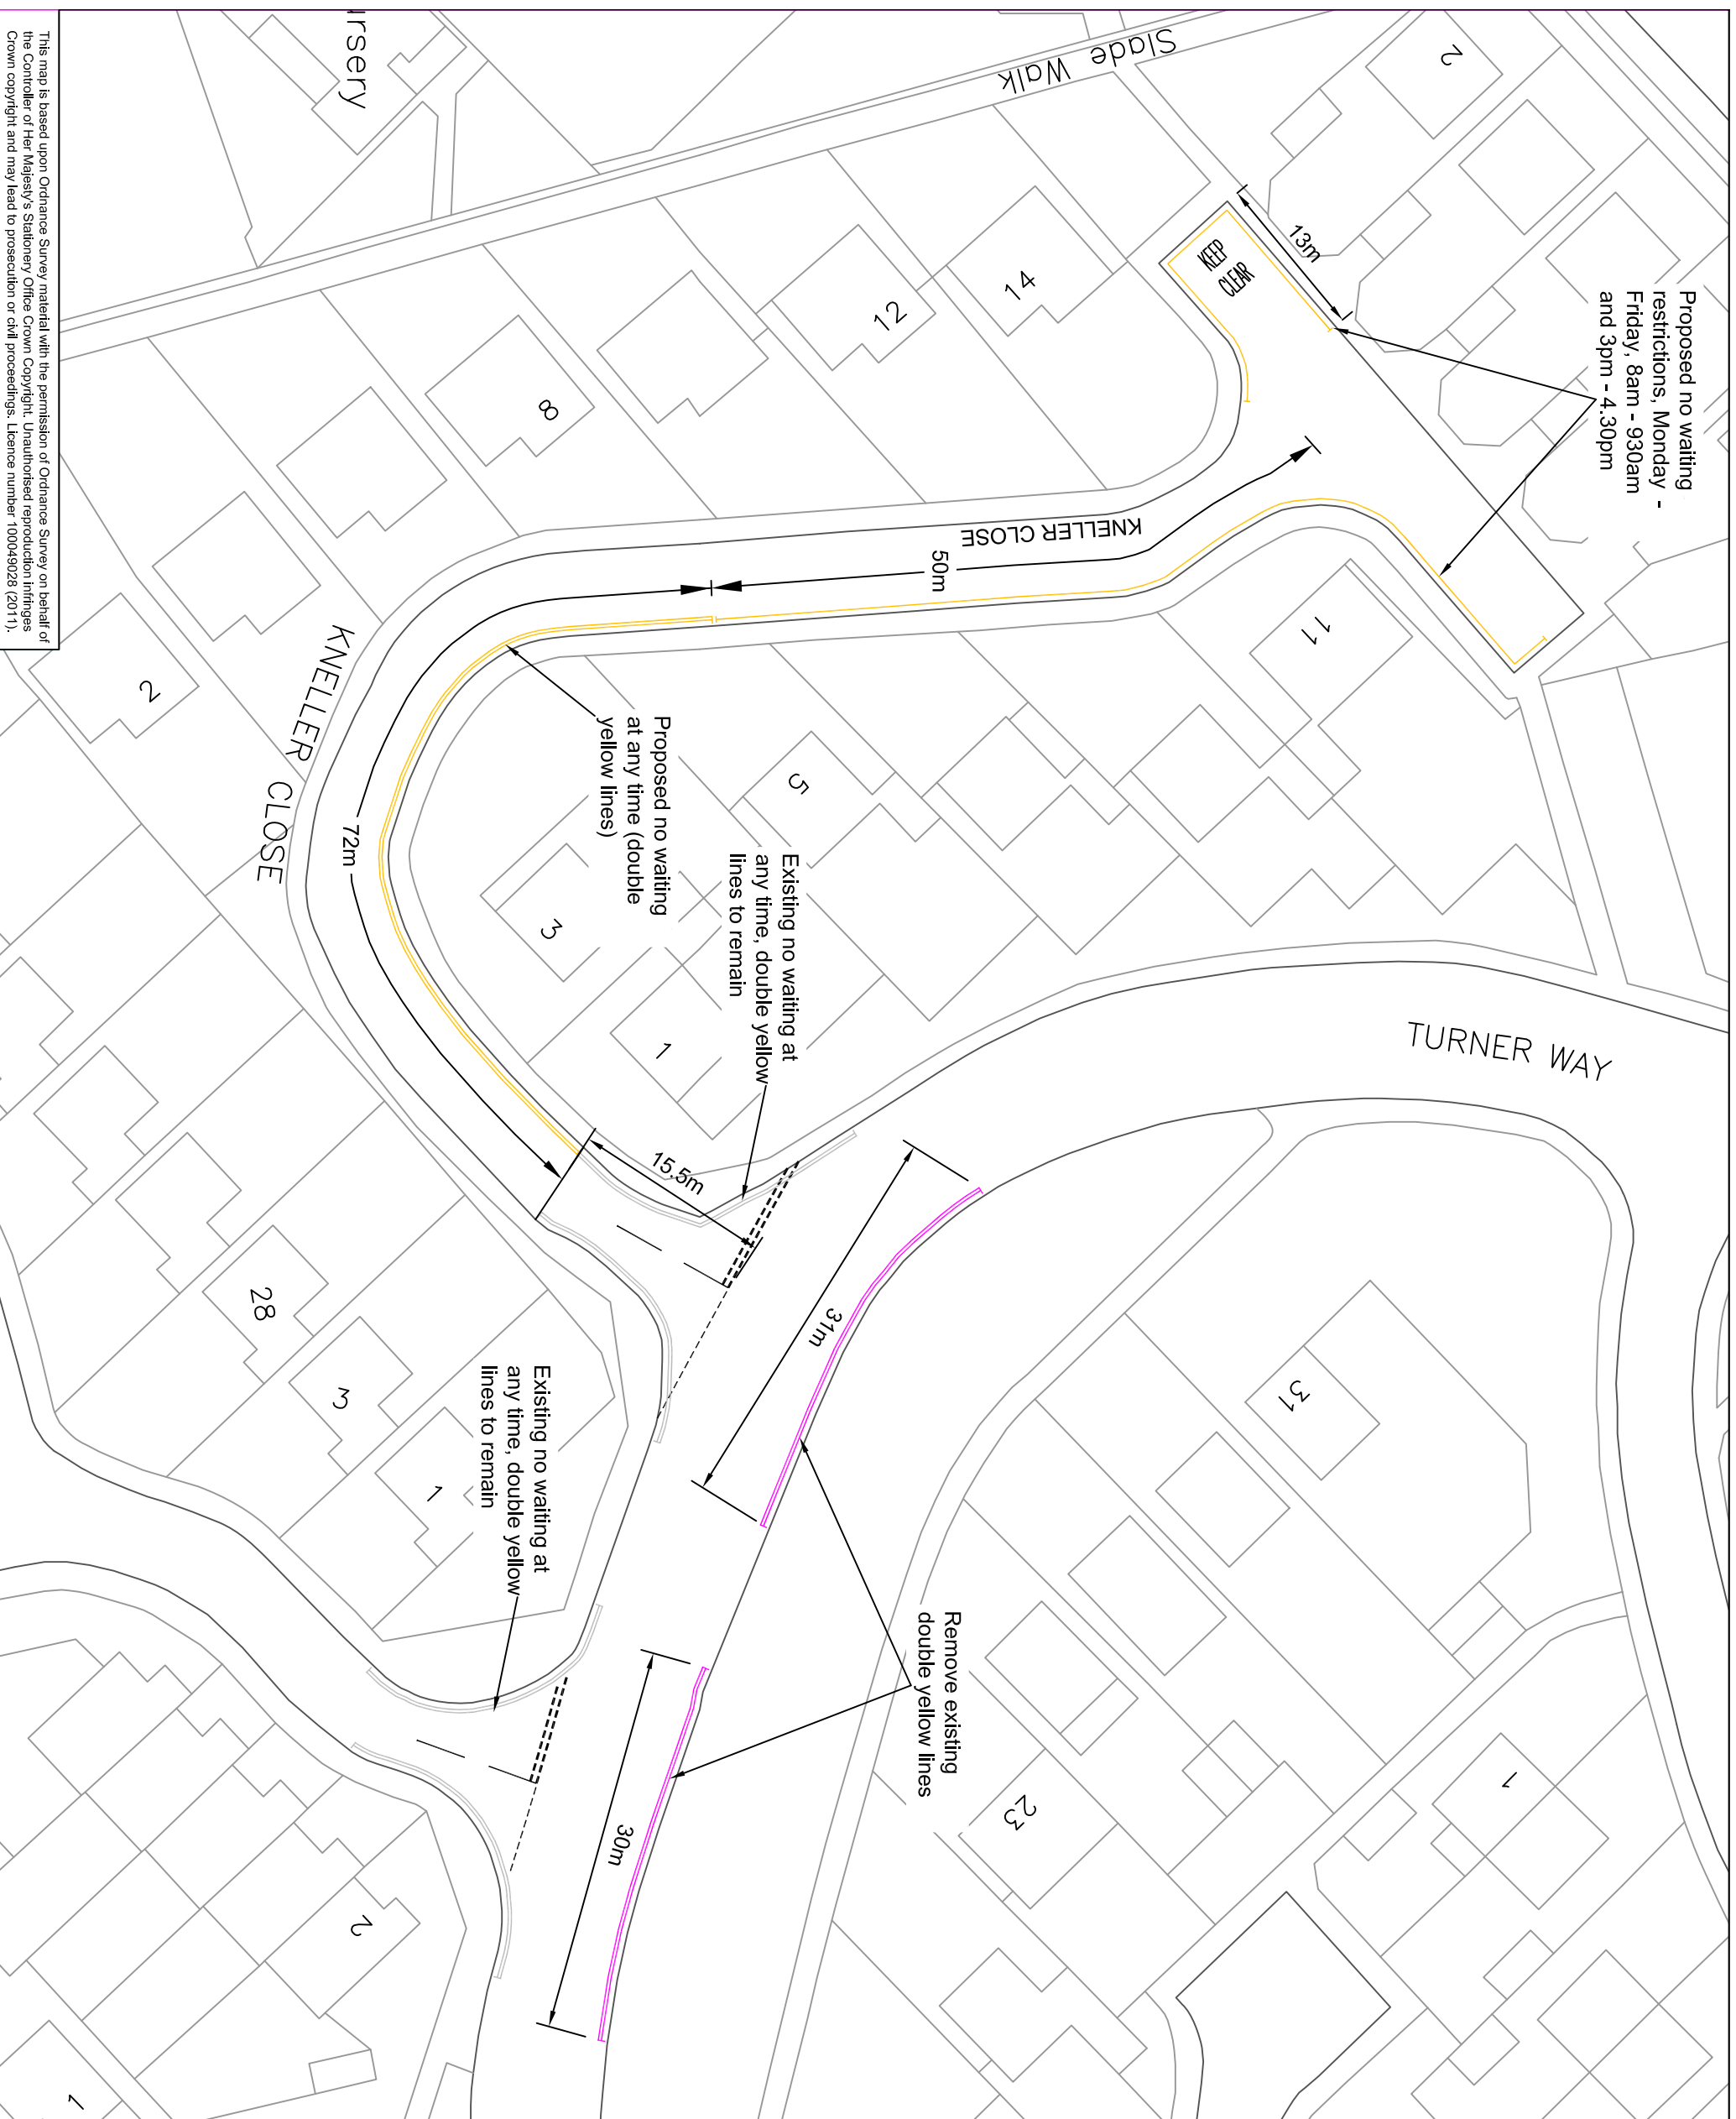 Proposed no waiting
restrictions, Monday -
Friday, 8am - 930am
and 3pm - 4.30pm
2
13m
KEEP
CLEAR
Slade Walk
14
12
8
2
KNELLER CLOSE
50m
11
5
3
1
TURNER WAY
KNELLER CLOSE
72m
Proposed no waiting
at any time (double
yellow lines)
Existing no waiting at
any time, double yellow
lines to remain
15.5m
31m
31
28
3
1
Existing no waiting at
any time, double yellow
lines to remain
Remove existing
double yellow lines
30m
23
1
2
1
ursery
This map is based upon Ordnance Survey material with the permission of Ordnance Survey on behalf of
the Controller of Her Majesty's Stationery Office Crown Copyright. Unauthorised reproduction infringes
Crown copyright and may lead to prosecution or civil proceedings. Licence number 100049028 (2011).